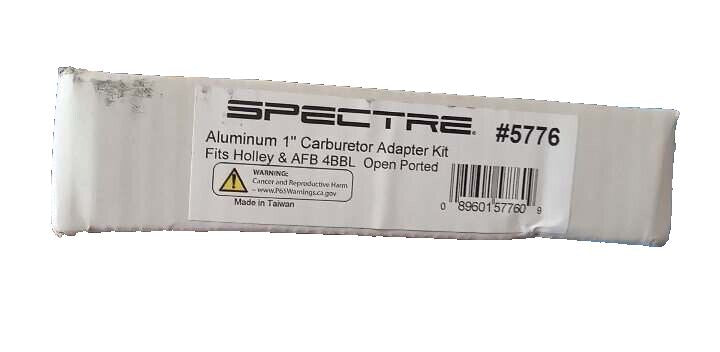 SPECTRE. #5776
Aluminum 1" Carburetor Adapter Kit
Fits Holley & AFB 4BBL Open Ported
WARNING:
Cancer and Reproductive Harm
– www.P65Warnings.ca.gov
Made in Taiwan
0 89601 57760 9